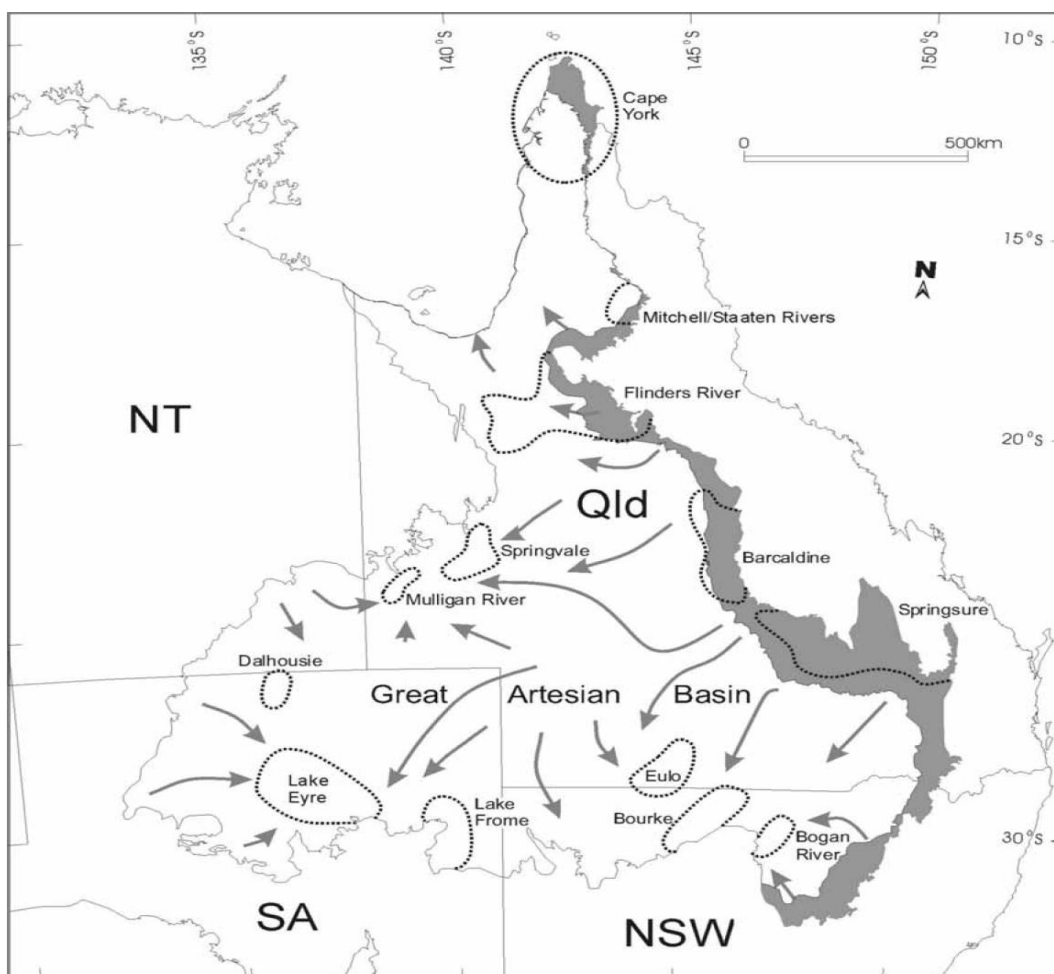 135°S
140°S
145°S
150°S
10°S
Cape
York
0
500km
15°S
N
Mitchell/Staaten Rivers
NT
Flinders River
20°S
Qld
Springvale
Barcaldine
Mulligan River
Springsure
Dalhousie
Great Artesian Basin
Lake
Eyre
Eulo
Lake
Frome
Bourke
Bogan
River
30°S
SA
NSW